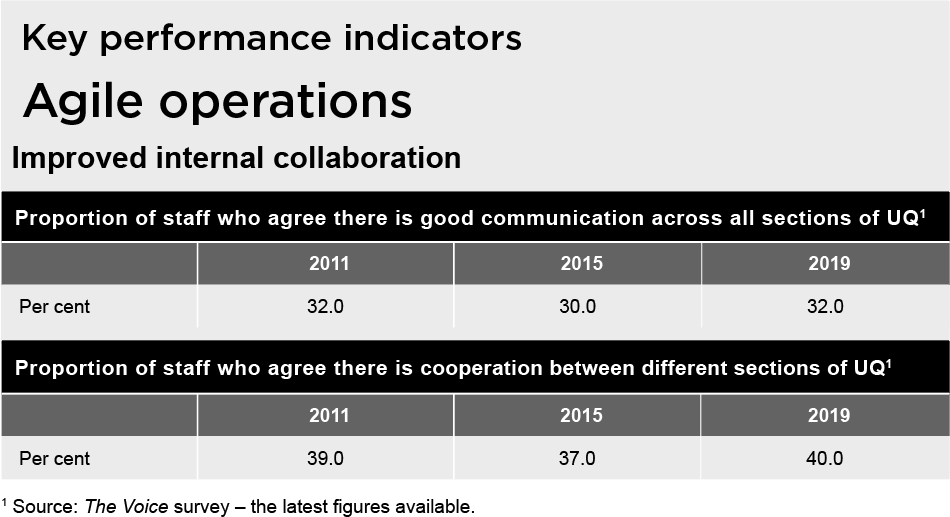 Key performance indicators
Agile operations
Improved internal collaboration
Proportion of staff who agree there is good communication across all sections of UQ¹
2011 2015 2019
Per cent 32.0 30.0 32.0
Proportion of staff who agree there is cooperation between different sections of UQ¹
2011 2015 2019
Per cent 39.0 37.0 40.0
¹ Source: The Voice survey – the latest figures available.